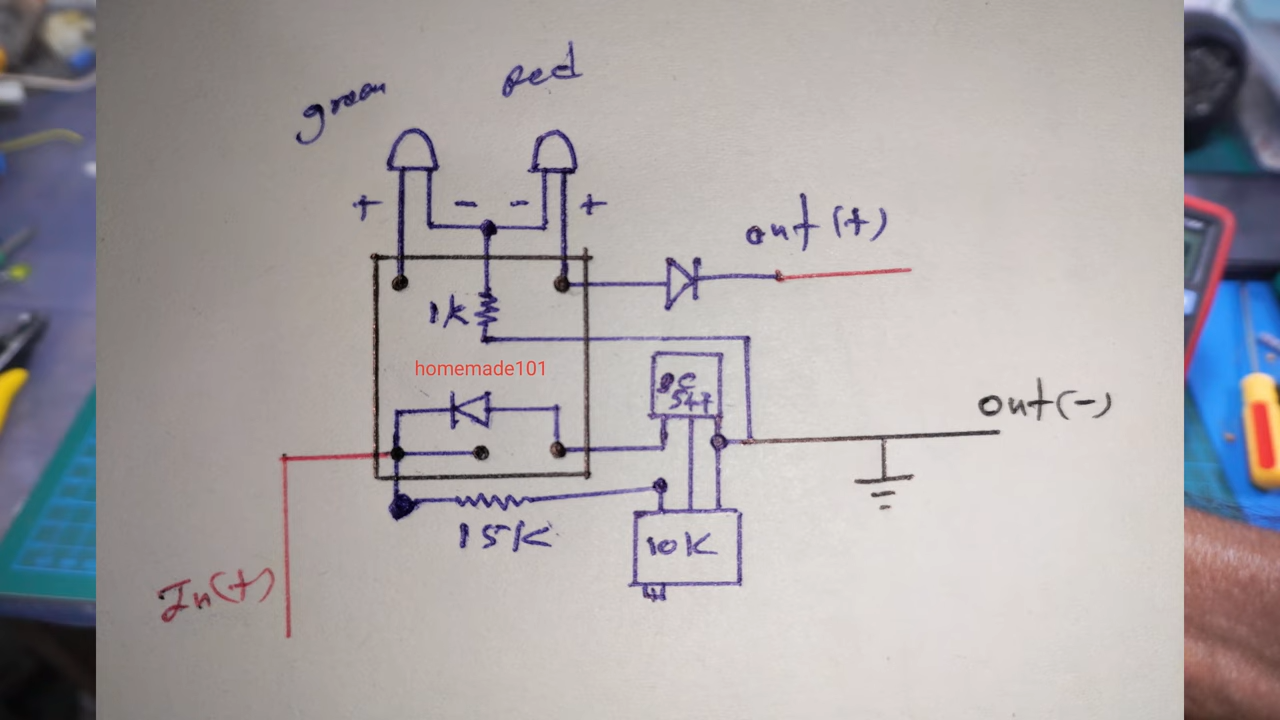 green
Red
+ - - +
out (+)
1K
homemade101
BC
547
out (-)
15K
10K
In(+)